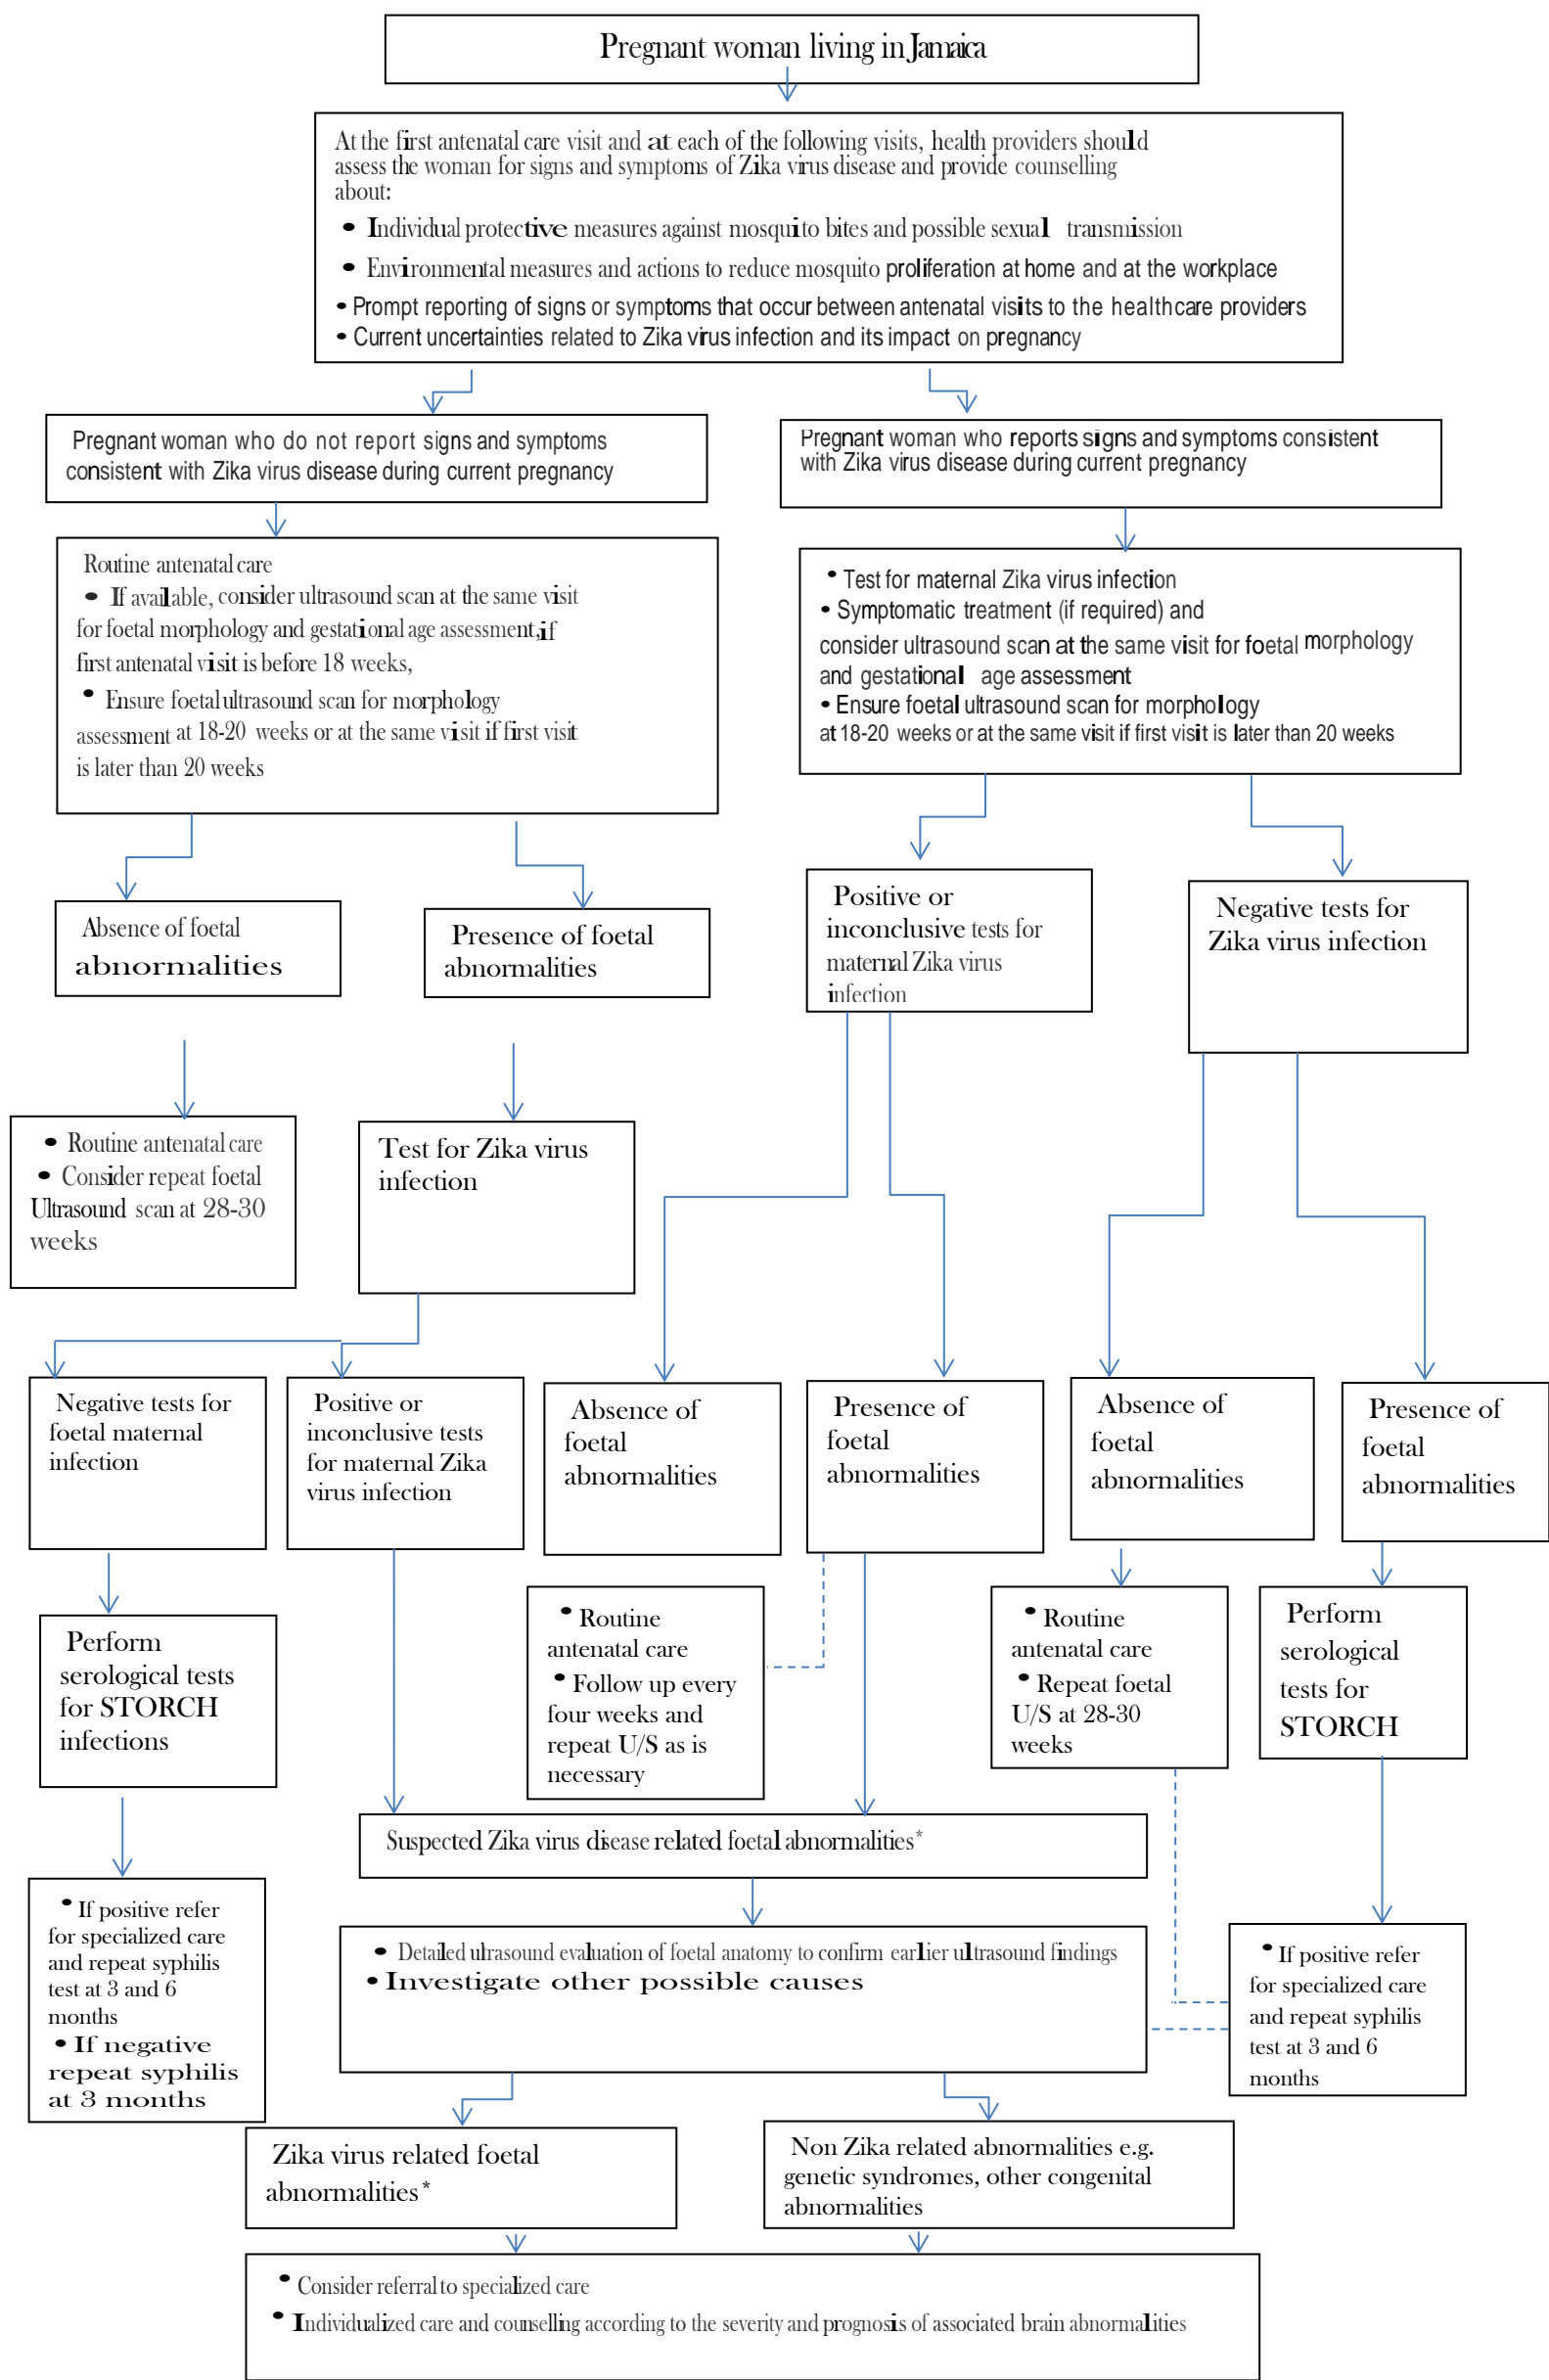 Pregnant woman living in Jamaica
At the first antenatal care visit and at each of the following visits, health providers should
assess the woman for signs and symptoms of Zika virus disease and provide counselling
about:
• Individual protective measures against mosquito bites and possible sexual transmission
• Environmental measures and actions to reduce mosquito proliferation at home and at the workplace
• Prompt reporting of signs or symptoms that occur between antenatal visits to the healthcare providers
• Current uncertainties related to Zika virus infection and its impact on pregnancy
Pregnant woman who do not report signs and symptoms
consistent with Zika virus disease during current pregnancy
Pregnant woman who reports signs and symptoms consistent
with Zika virus disease during current pregnancy
Routine antenatal care
• If available, consider ultrasound scan at the same visit
for foetal morphology and gestational age assessment,if
first antenatal visit is before 18 weeks,
• Ensure foetal ultrasound scan for morphology
assessment at 18-20 weeks or at the same visit if first visit
is later than 20 weeks
• Test for maternal Zika virus infection
• Symptomatic treatment (if required) and
consider ultrasound scan at the same visit for foetal morphology
and gestational age assessment
• Ensure foetal ultrasound scan for morphology
at 18-20 weeks or at the same visit if first visit is later than 20 weeks
Absence of foetal
abnormalities
Presence of foetal
abnormalities
Positive or
inconclusive tests for
maternal Zika virus
infection
Negative tests for
Zika virus infection
• Routine antenatal care
• Consider repeat foetal
Ultrasound scan at 28-30
weeks
Test for Zika virus
infection
Negative tests for
foetal maternal
infection
Positive or
inconclusive tests
for maternal Zika
virus infection
Absence of
foetal
abnormalities
Presence of
foetal
abnormalities
Absence of
foetal
abnormalities
Presence of
foetal
abnormalities
Perform
serological tests
for STORCH
infections
• Routine
antenatal care
• Follow up every
four weeks and
repeat U/S as is
necessary
• Routine
antenatal care
• Repeat foetal
U/S at 28-30
weeks
Perform
serological
tests for
STORCH
Suspected Zika virus disease related foetal abnormalities*
• If positive refer
for specialized care
and repeat syphilis
test at 3 and 6
months
• If negative
repeat syphilis
at 3 months
• Detailed ultrasound evaluation of foetal anatomy to confirm earlier ultrasound findings
• Investigate other possible causes
• If positive refer
for specialized care
and repeat syphilis
test at 3 and 6
months
Zika virus related foetal
abnormalities*
Non Zika related abnormalities e.g.
genetic syndromes, other congenital
abnormalities
• Consider referral to specialized care
• Individualized care and counselling according to the severity and prognosis of associated brain abnormalities